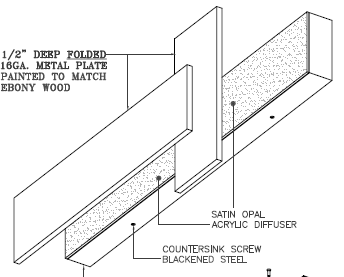 1/2" DEEP FOLDED
16GA. METAL PLATE
PAINTED TO MATCH
EBONY WOOD
SATIN OPAL
ACRYLIC DIFFUSER
COUNTERSINK SCREW
BLACKENED STEEL